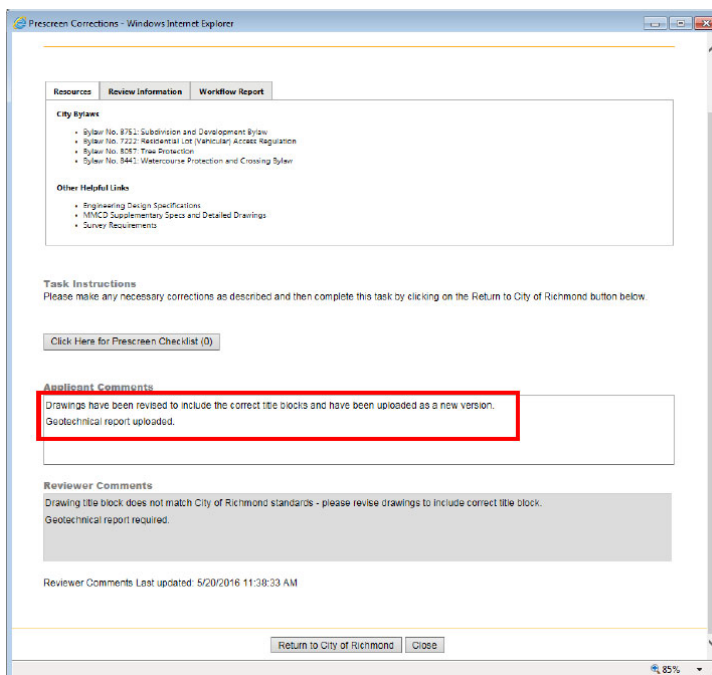 Prescreen Corrections - Windows Internet Explorer
Resources Review Information Workflow Report
City Bylaws
• Bylaw No. 8751: Subdivision and Development Bylaw
• Bylaw No. 7222: Residential Lot (Vehicular) Access Regulation
• Bylaw No. 8057: Tree Protection
• Bylaw No. 8441: Watercourse Protection and Crossing Bylaw
Other Helpful Links
• Engineering Design Specifications
• MMCD Supplementary Specs and Detailed Drawings
• Survey Requirements
Task Instructions
Please make any necessary corrections as described and then complete this task by clicking on the Return to City of Richmond button below.
Click Here for Prescreen Checklist (0)
Applicant Comments
Drawings have been revised to include the correct title blocks and have been uploaded as a new version.
Geotechnical report uploaded.
Reviewer Comments
Drawing title block does not match City of Richmond standards - please revise drawings to include correct title block.
Geotechnical report required.
Reviewer Comments Last updated: 5/20/2016 11:38:33 AM
Return to City of Richmond Close
85%